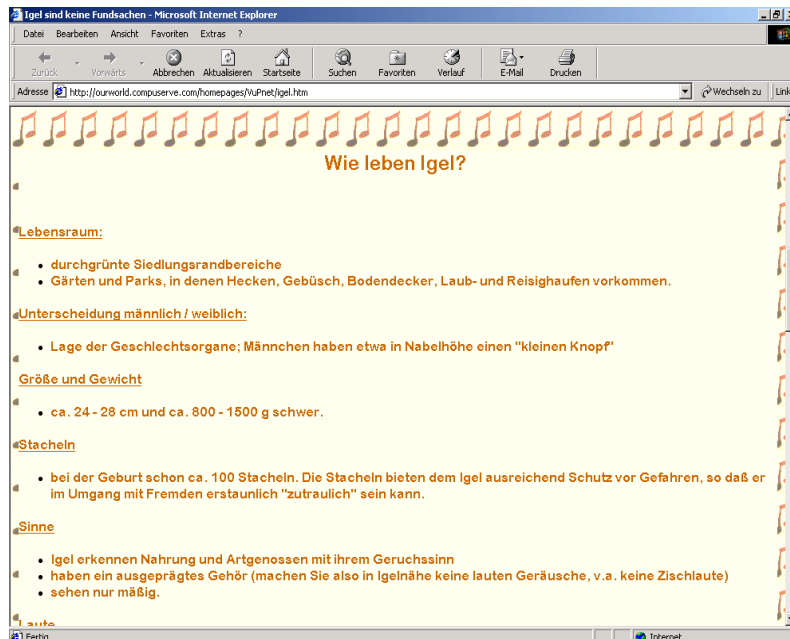 Igel sind keine Fundsachen - Microsoft Internet Explorer
Datei Bearbeiten Ansicht Favoriten Extras ?
Zurück Vorwärts Abbrechen Aktualisieren Startseite Suchen Favoriten Verlauf E-Mail Drucken
Adresse http://ourworld.compuserve.com/homepages/VuPnet/igel.htm Wechseln zu Link
Wie leben Igel?
Lebensraum:
durchgrünte Siedlungsrandbereiche
Gärten und Parks, in denen Hecken, Gebüsch, Bodendecker, Laub- und Reisighaufen vorkommen.
Unterscheidung männlich / weiblich:
Lage der Geschlechtsorgane; Männchen haben etwa in Nabelhöhe einen "kleinen Knopf"
Größe und Gewicht
ca. 24 - 28 cm und ca. 800 - 1500 g schwer.
Stacheln
bei der Geburt schon ca. 100 Stacheln. Die Stacheln bieten dem Igel ausreichend Schutz vor Gefahren, so daß er
im Umgang mit Fremden erstaunlich "zutraulich" sein kann.
Sinne
Igel erkennen Nahrung und Artgenossen mit ihrem Geruchssinn
haben ein ausgeprägtes Gehör (machen Sie also in Igelnähe keine lauten Geräusche, v.a. keine Zischlaute)
sehen nur mäßig.
Laute
Fertig Internet